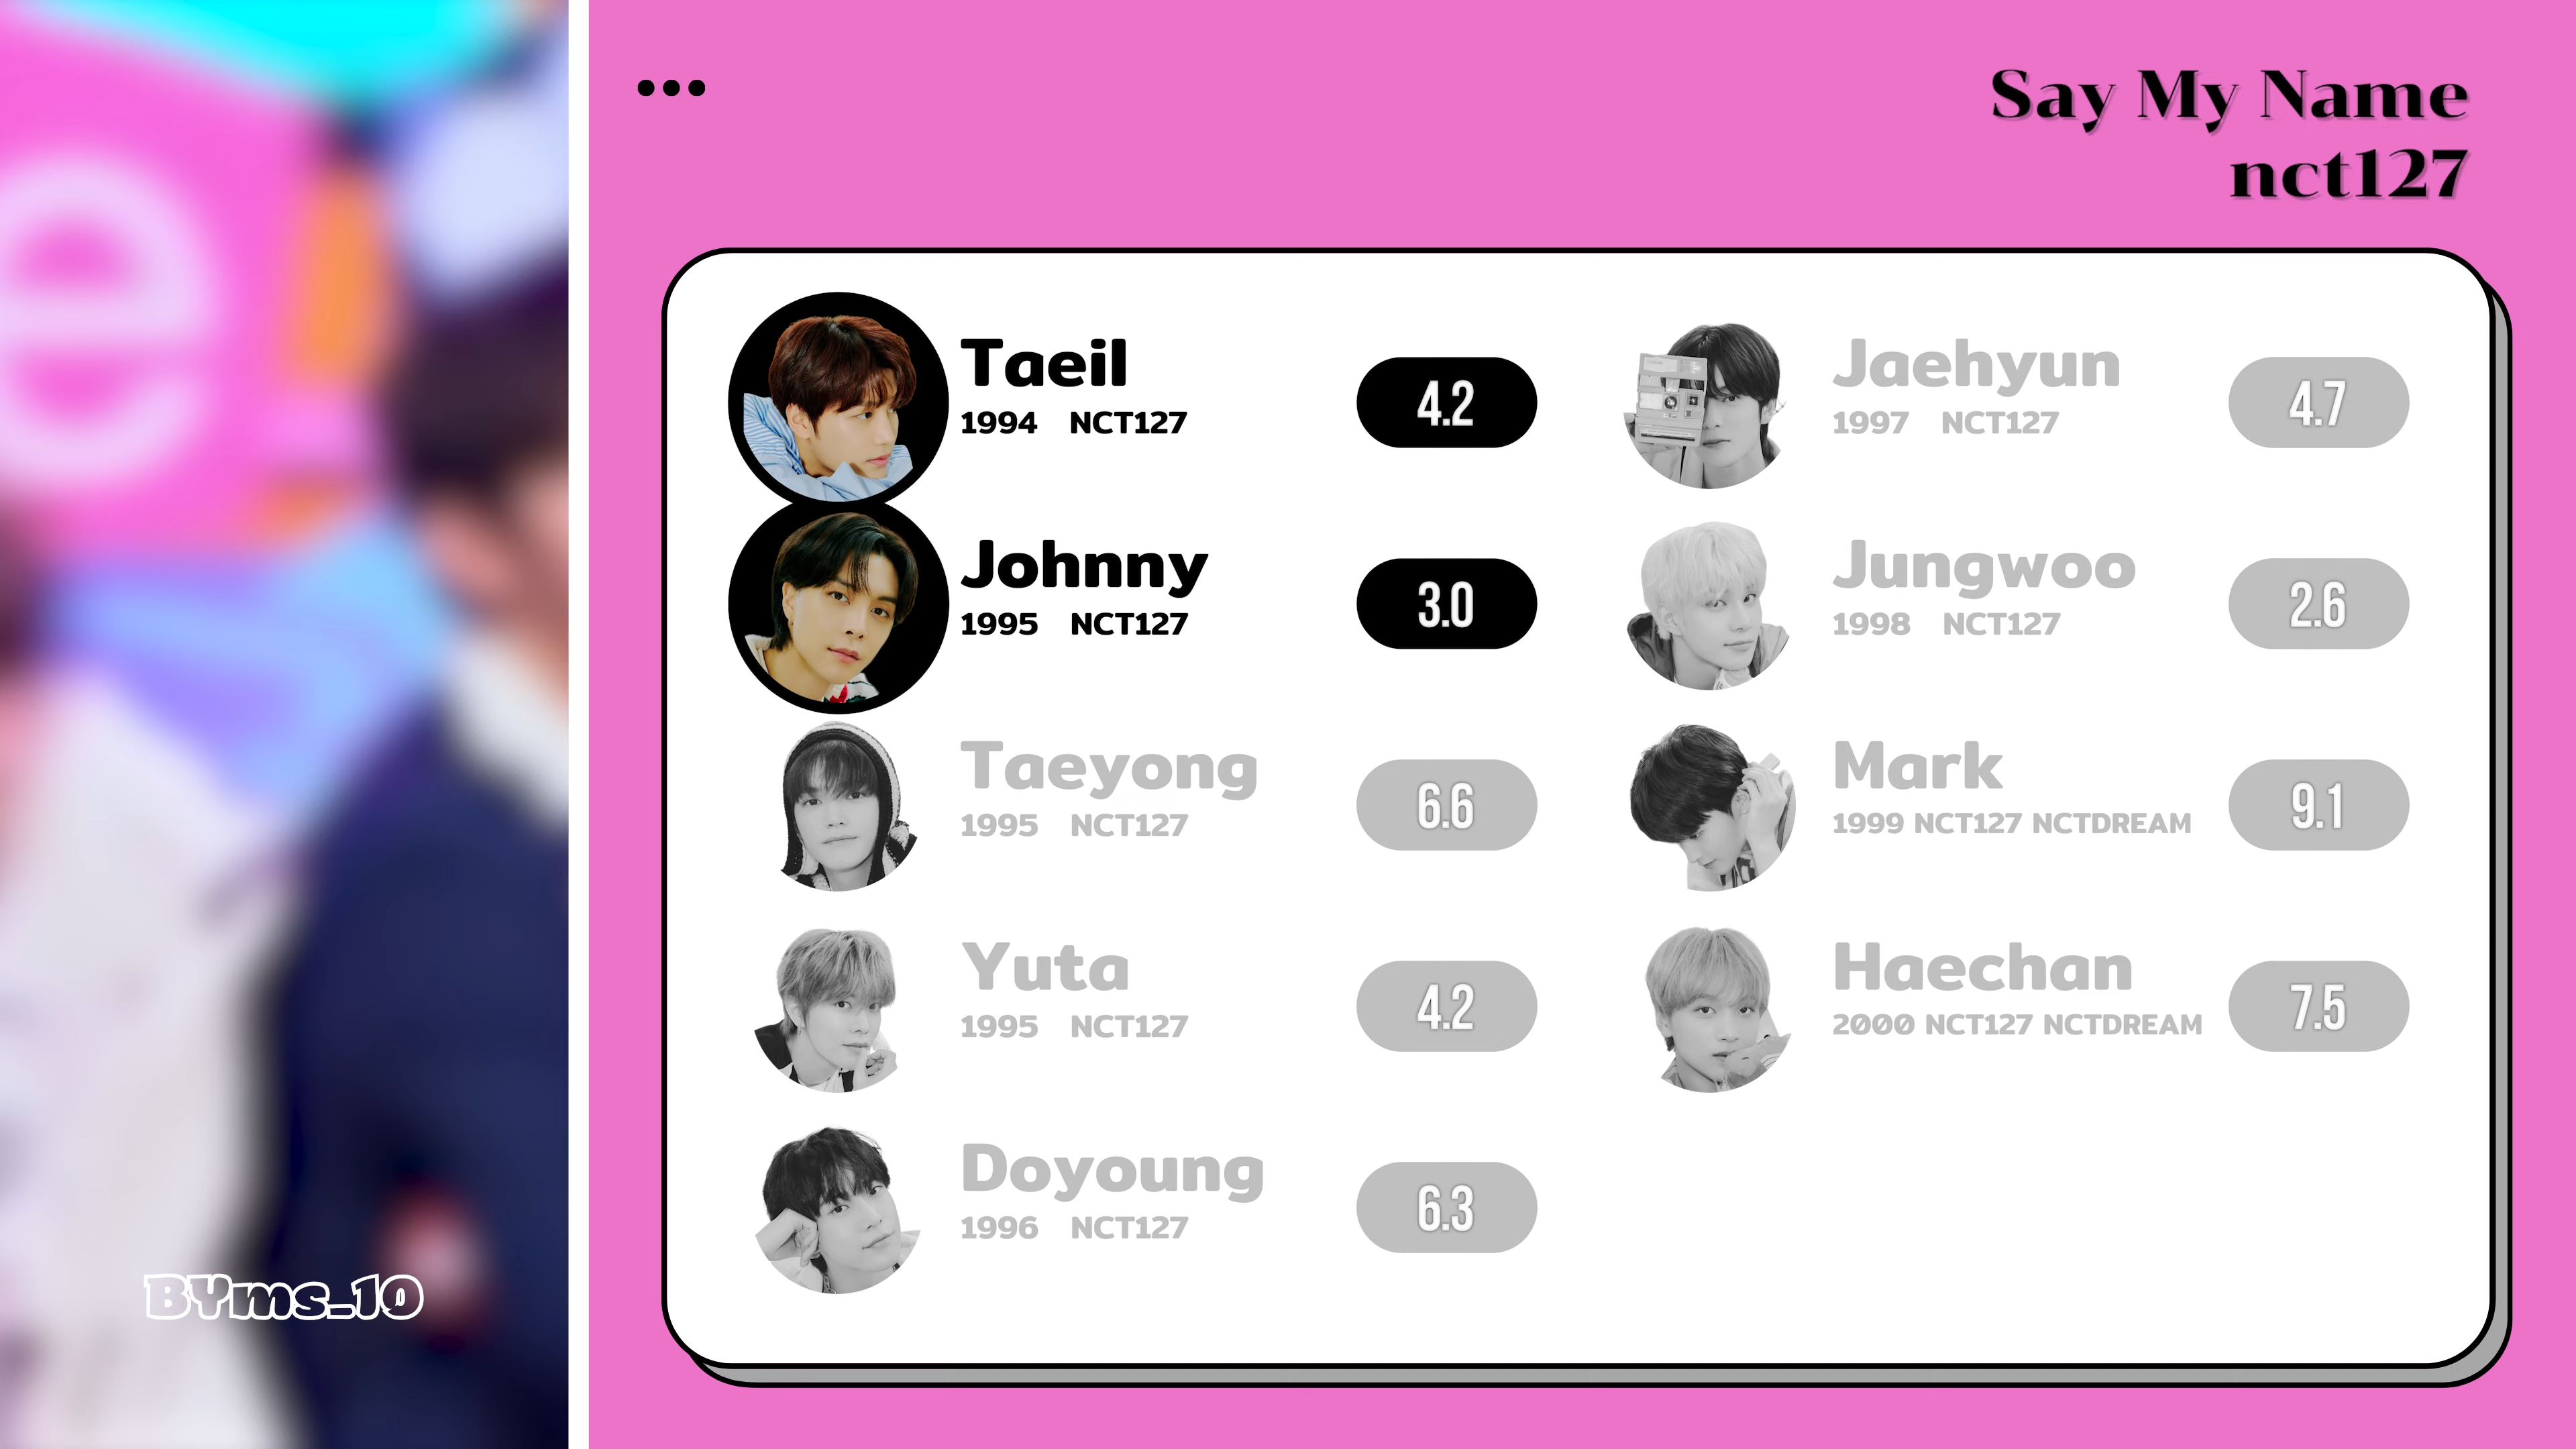 e
Say My Name
nct127
Taeil
1994 NCT127
4.2
Johnny
1995 NCT127
3.0
Taeyong
1995 NCT127
6.6
Yuta
1995 NCT127
4.2
Doyoung
1996 NCT127
6.3
Jaehyun
1997 NCT127
4.7
Jungwoo
1998 NCT127
2.6
Mark
1999 NCT127 NCTDREAM
9.1
Haechan
2000 NCT127 NCTDREAM
7.5
BYms_10